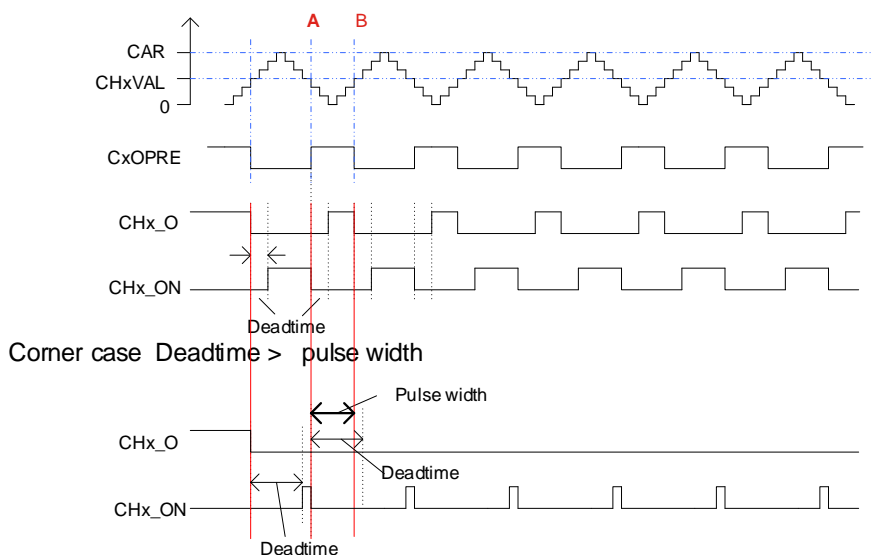 A B
CAR
CHxVAL
0
CxOPRE
CHx_O
CHx_ON
Deadtime
Corner case Deadtime > pulse width
Pulse width
CHx_O
Deadtime
CHx_ON
Deadtime